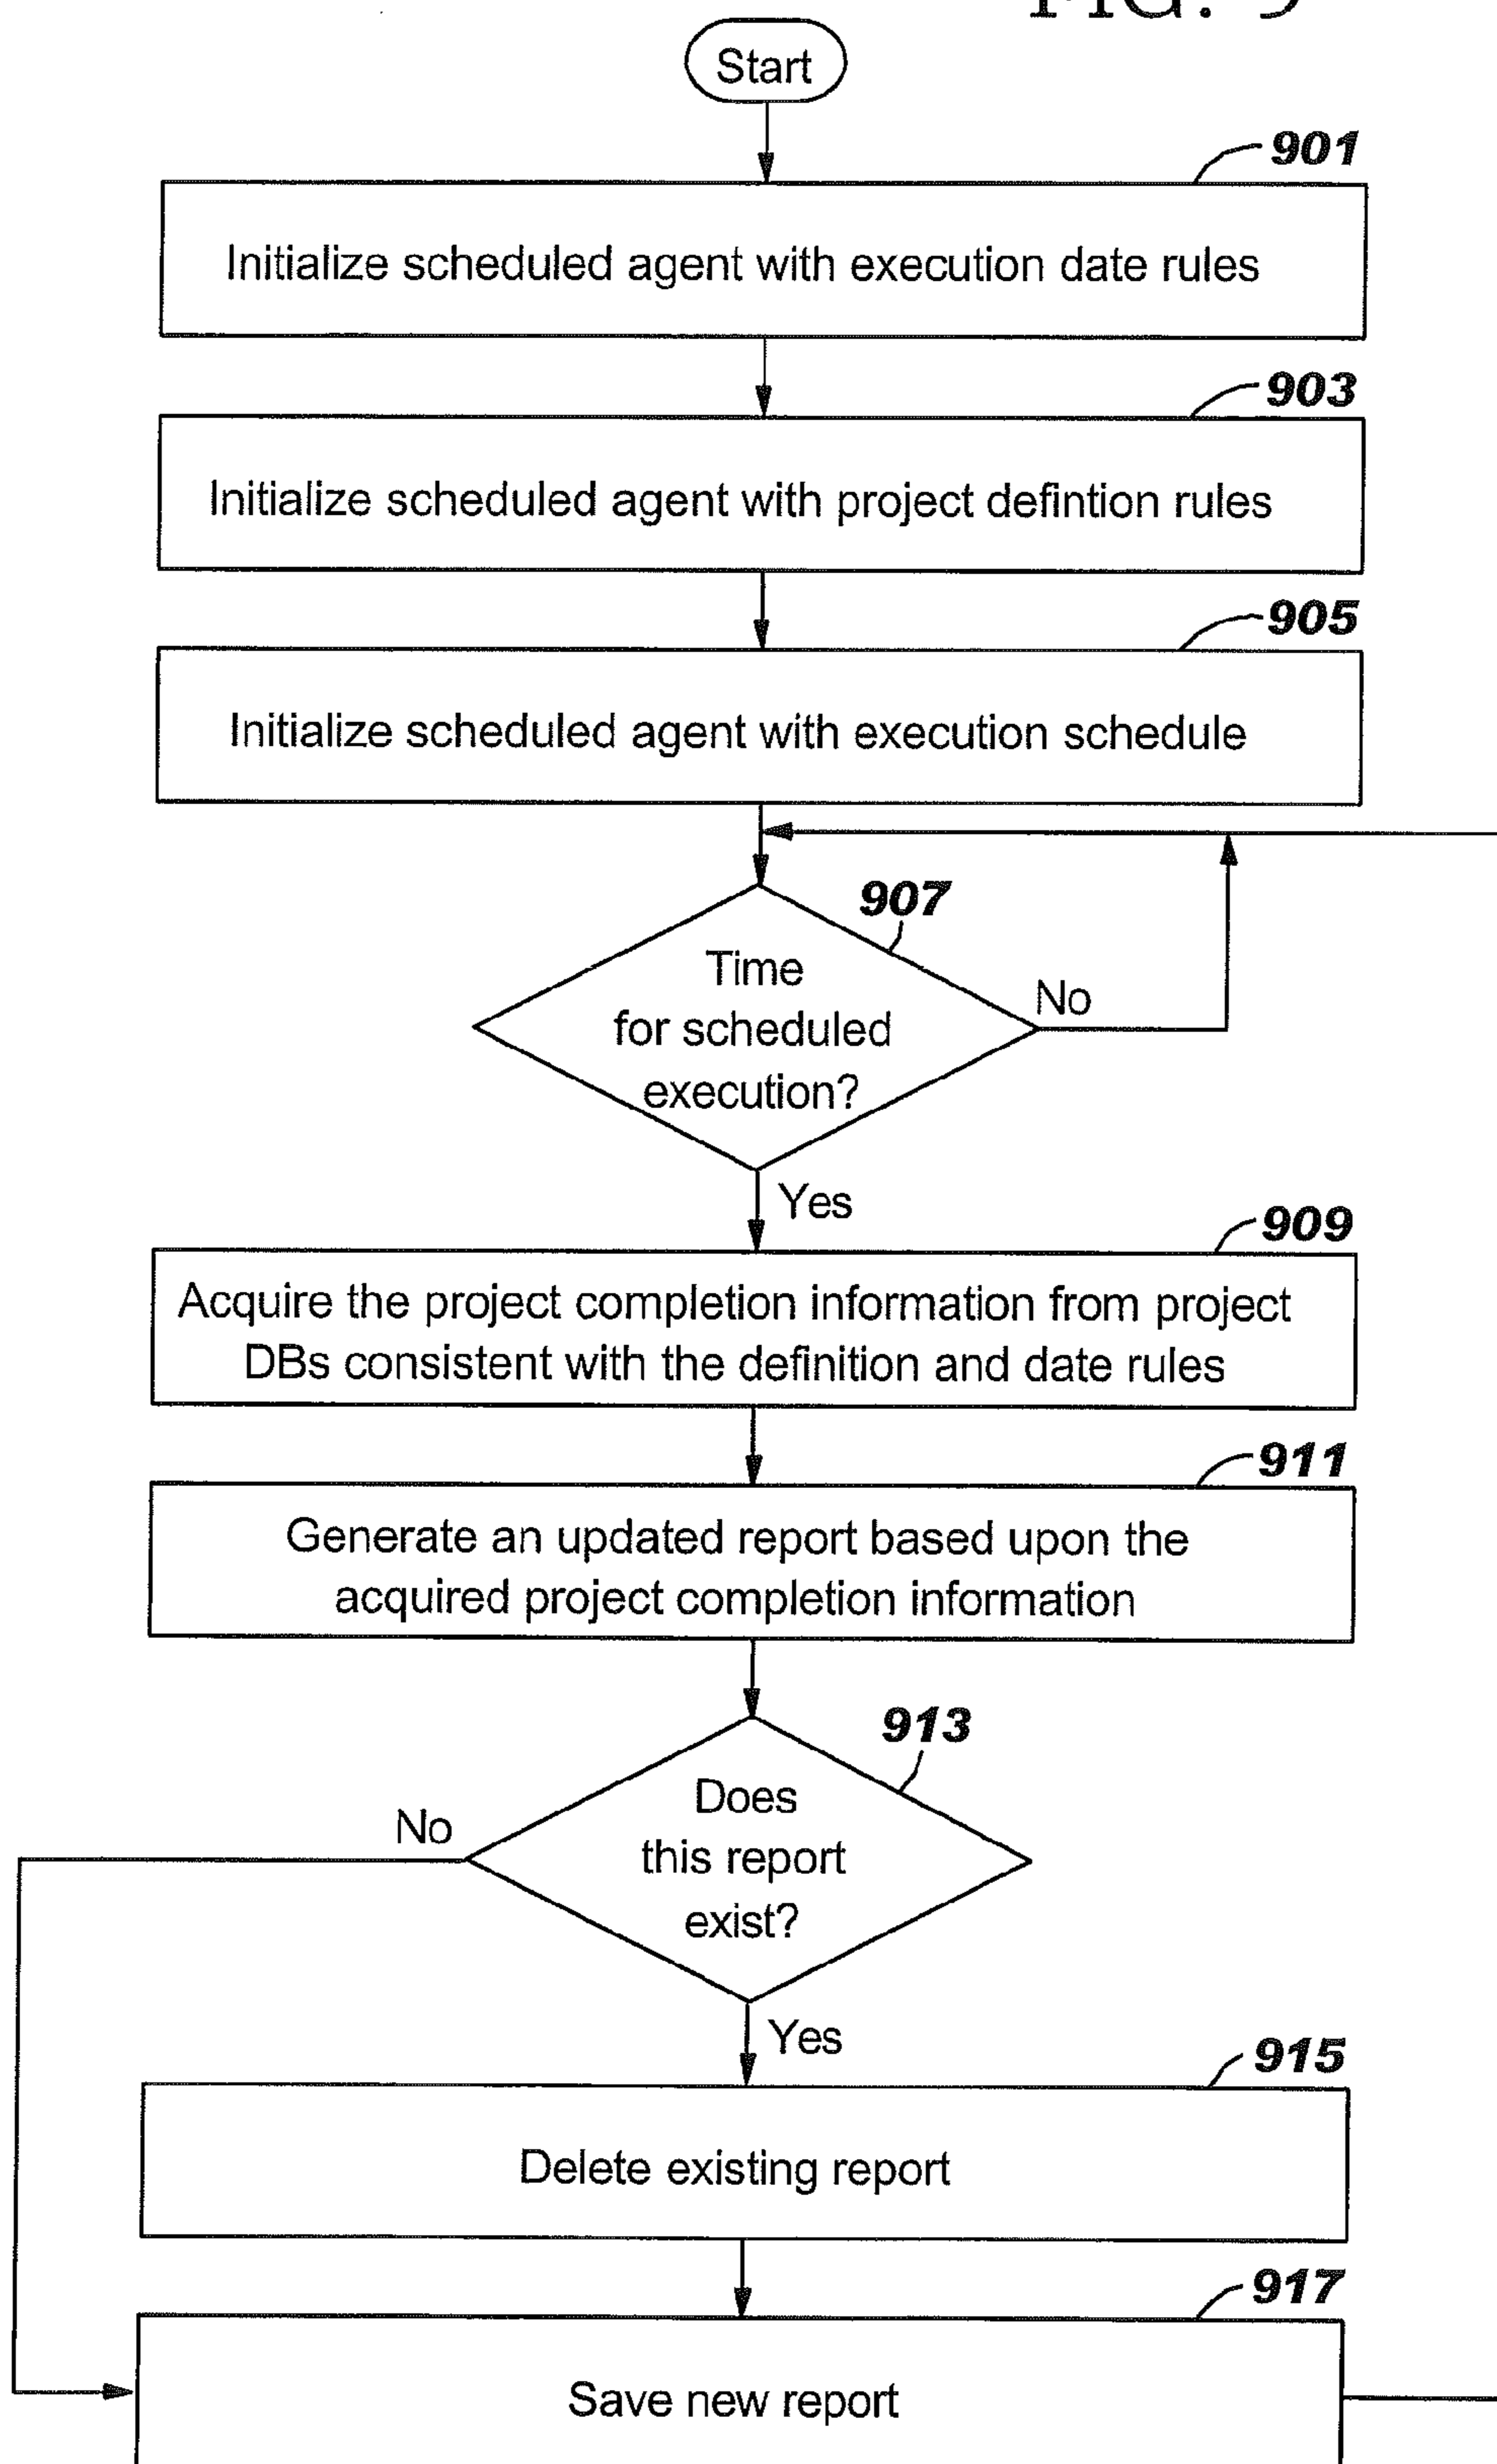 FIG. 9
Start
901
Initialize scheduled agent with execution date rules
903
Initialize scheduled agent with project defintion rules
905
Initialize scheduled agent with execution schedule
907
Time
for scheduled
execution?
No
Yes
909
Acquire the project completion information from project
DBs consistent with the definition and date rules
911
Generate an updated report based upon the
acquired project completion information
913
Does
this report
exist?
No
Yes
915
Delete existing report
917
Save new report